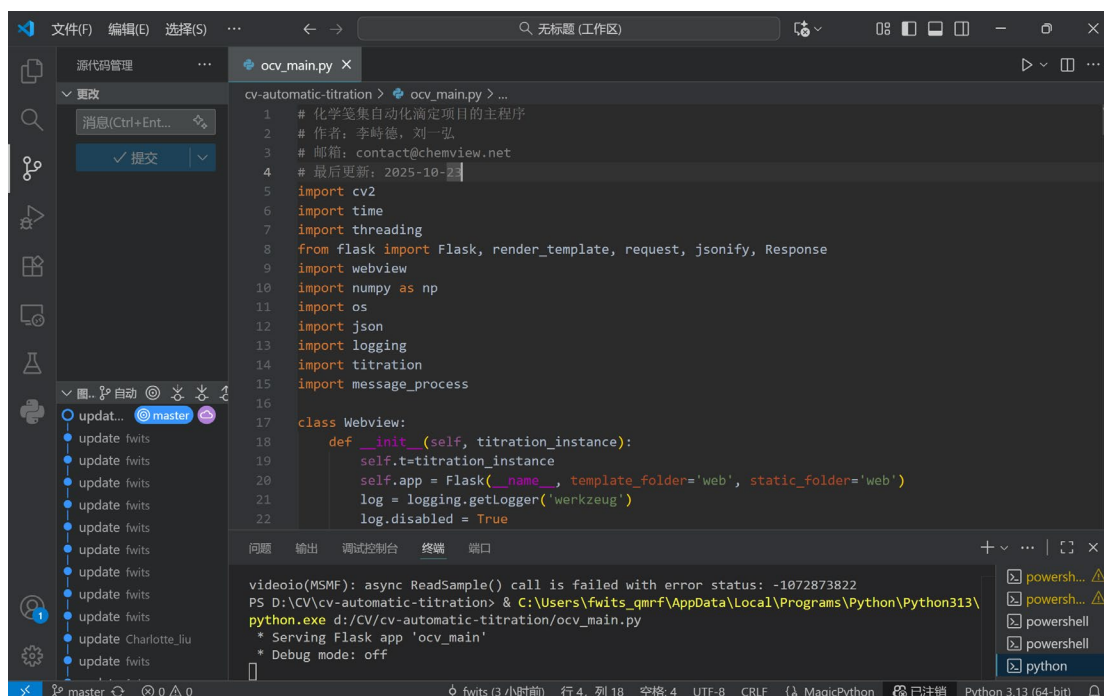 文件(F) 编辑(E) 选择(S) ··· 无标题 (工作区)
源代码管理 ···
ocv_main.py
更改
cv-automatic-titration > ocv_main.py > ...
消息(Ctrl+Ent...
提交
1 # 化学笺集自动化滴定项目的主程序
2 # 作者：李峙德，刘一弘
3 # 邮箱：contact@chemview.net
4 # 最后更新：2025-10-23
5 import cv2
6 import time
7 import threading
8 from flask import Flask, render_template, request, jsonify, Response
9 import webview
10 import numpy as np
11 import os
12 import json
13 import logging
14 import titration
15 import message_process
16
17 class Webview:
18 def __init__(self, titration_instance):
19 self.t=titration_instance
20 self.app = Flask(__name__, template_folder='web', static_folder='web')
21 log = logging.getLogger('werkzeug')
22 log.disabled = True
图... 自动
updat... master
update fwits
update fwits
update fwits
update fwits
update fwits
update fwits
update fwits
update fwits
update fwits
update Charlotte_liu
update fwits
问题 输出 调试控制台 终端 端口
videoio(MSMF): async ReadSample() call is failed with error status: -1072873822
PS D:\CV\cv-automatic-titration> & C:\Users\fwits_qmrf\AppData\Local\Programs\Python\Python313\
python.exe d:/CV/cv-automatic-titration/ocv_main.py
* Serving Flask app 'ocv_main'
* Debug mode: off
powersh...
powersh...
powershell
powershell
python
1
master 0 0 fwits (3 小时前) 行 4，列 18 空格: 4 UTF-8 CRLF MagicPython 已注销 Python 3.13 (64-bit)